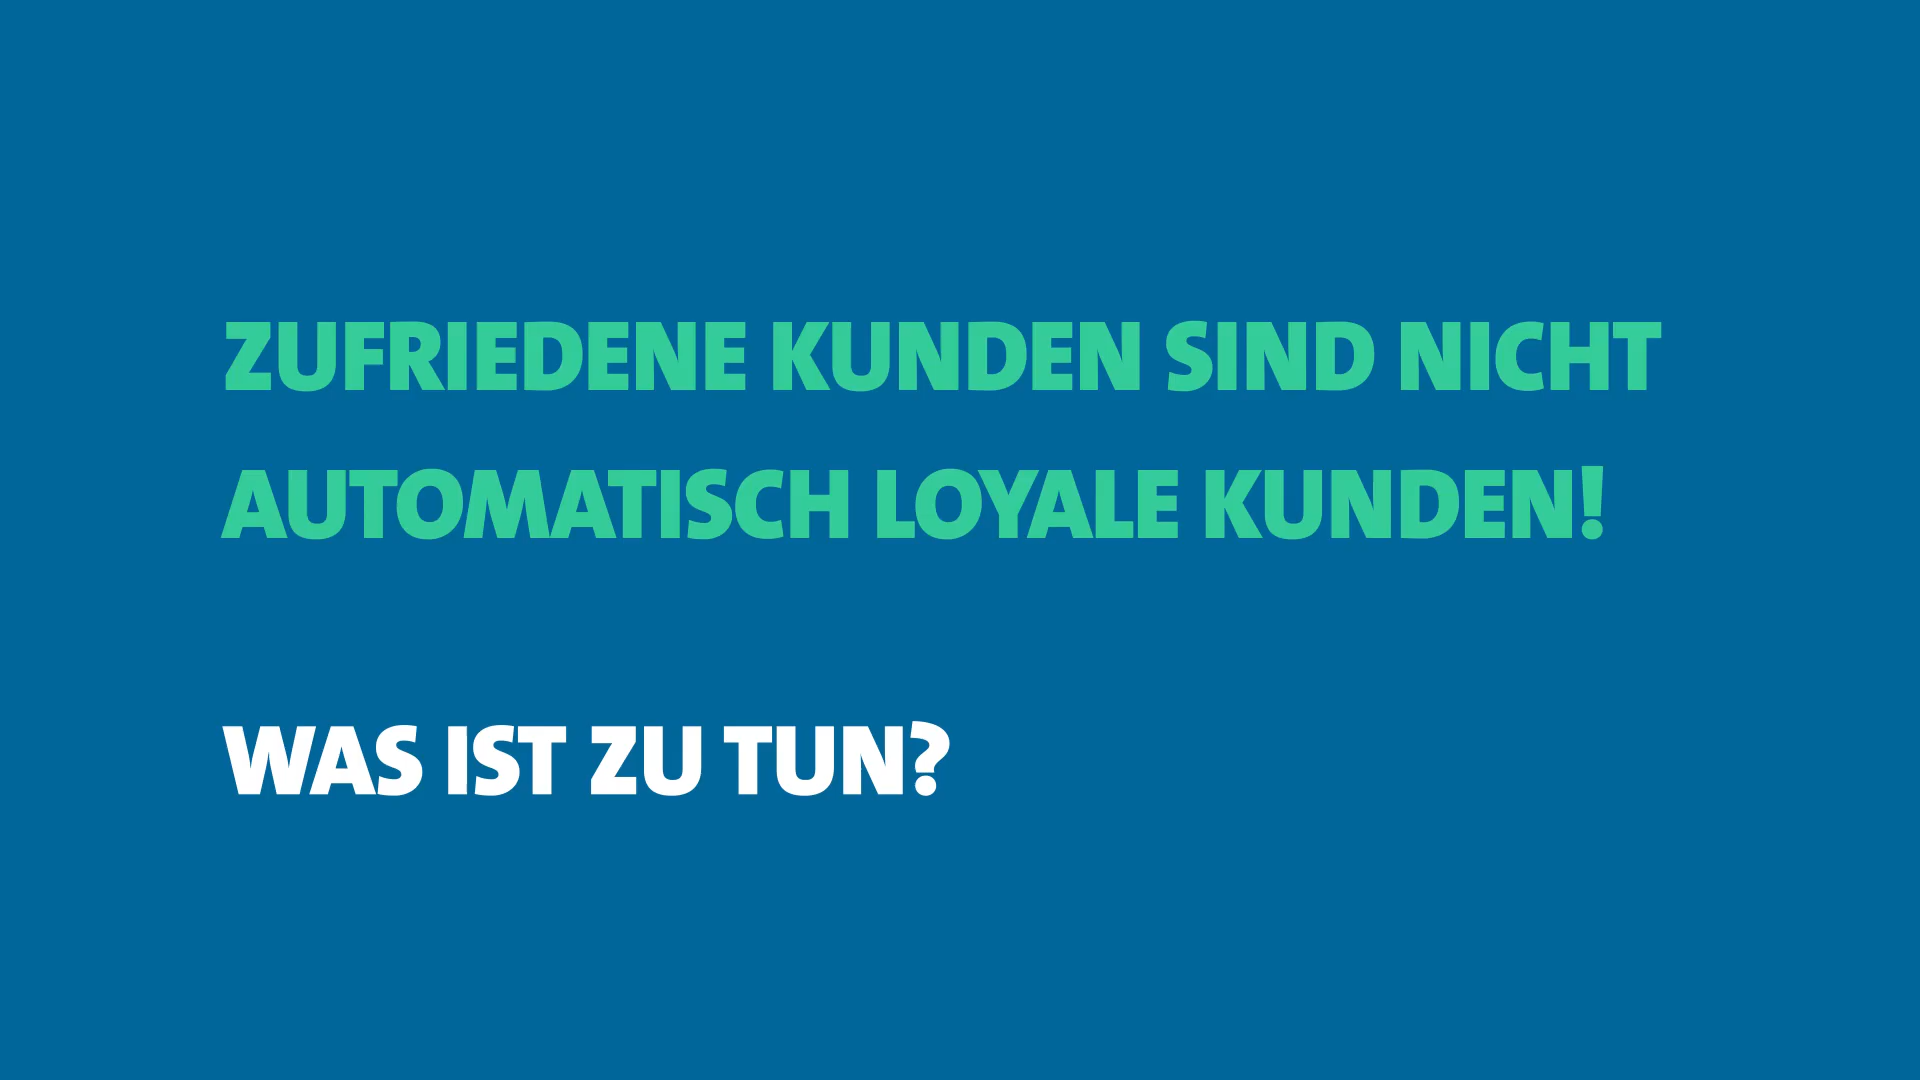 ZUFRIEDENE KUNDEN SIND NICHT
AUTOMATISCH LOYALE KUNDEN!
WAS IST ZU TUN?